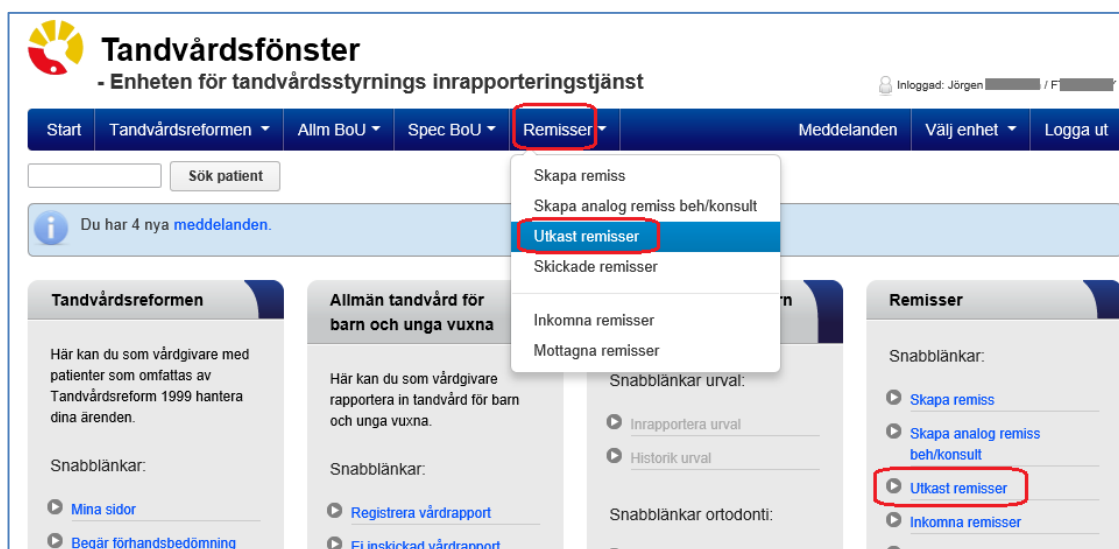 Tandvårdsfönster
- Enheten för tandvårdsstyrnings inrapporteringstjänst
Inloggad: Jörgen / F
Start Tandvårdsreformen Allm BoU Spec BoU Remisser Meddelanden Välj enhet Logga ut
Sök patient
Du har 4 nya meddelanden.
Skapa remiss
Skapa analog remiss beh/konsult
Utkast remisser
Skickade remisser
Inkomna remisser
Mottagna remisser
Tandvårdsreformen
Här kan du som vårdgivare med
patienter som omfattas av
Tandvårdsreform 1999 hantera
dina ärenden.
Snabblänkar:
Mina sidor
Begär förhandsbedömning
Allmän tandvård för
barn och unga vuxna
Här kan du som vårdgivare
rapportera in tandvård för barn
och unga vuxna.
Snabblänkar:
Registrera vårdrapport
Ej inskickad vårdrapport
Snabblänkar urval:
Inrapportera urval
Historik urval
Snabblänkar ortodonti:
Remisser
Snabblänkar:
Skapa remiss
Skapa analog remiss
beh/konsult
Utkast remisser
Inkomna remisser